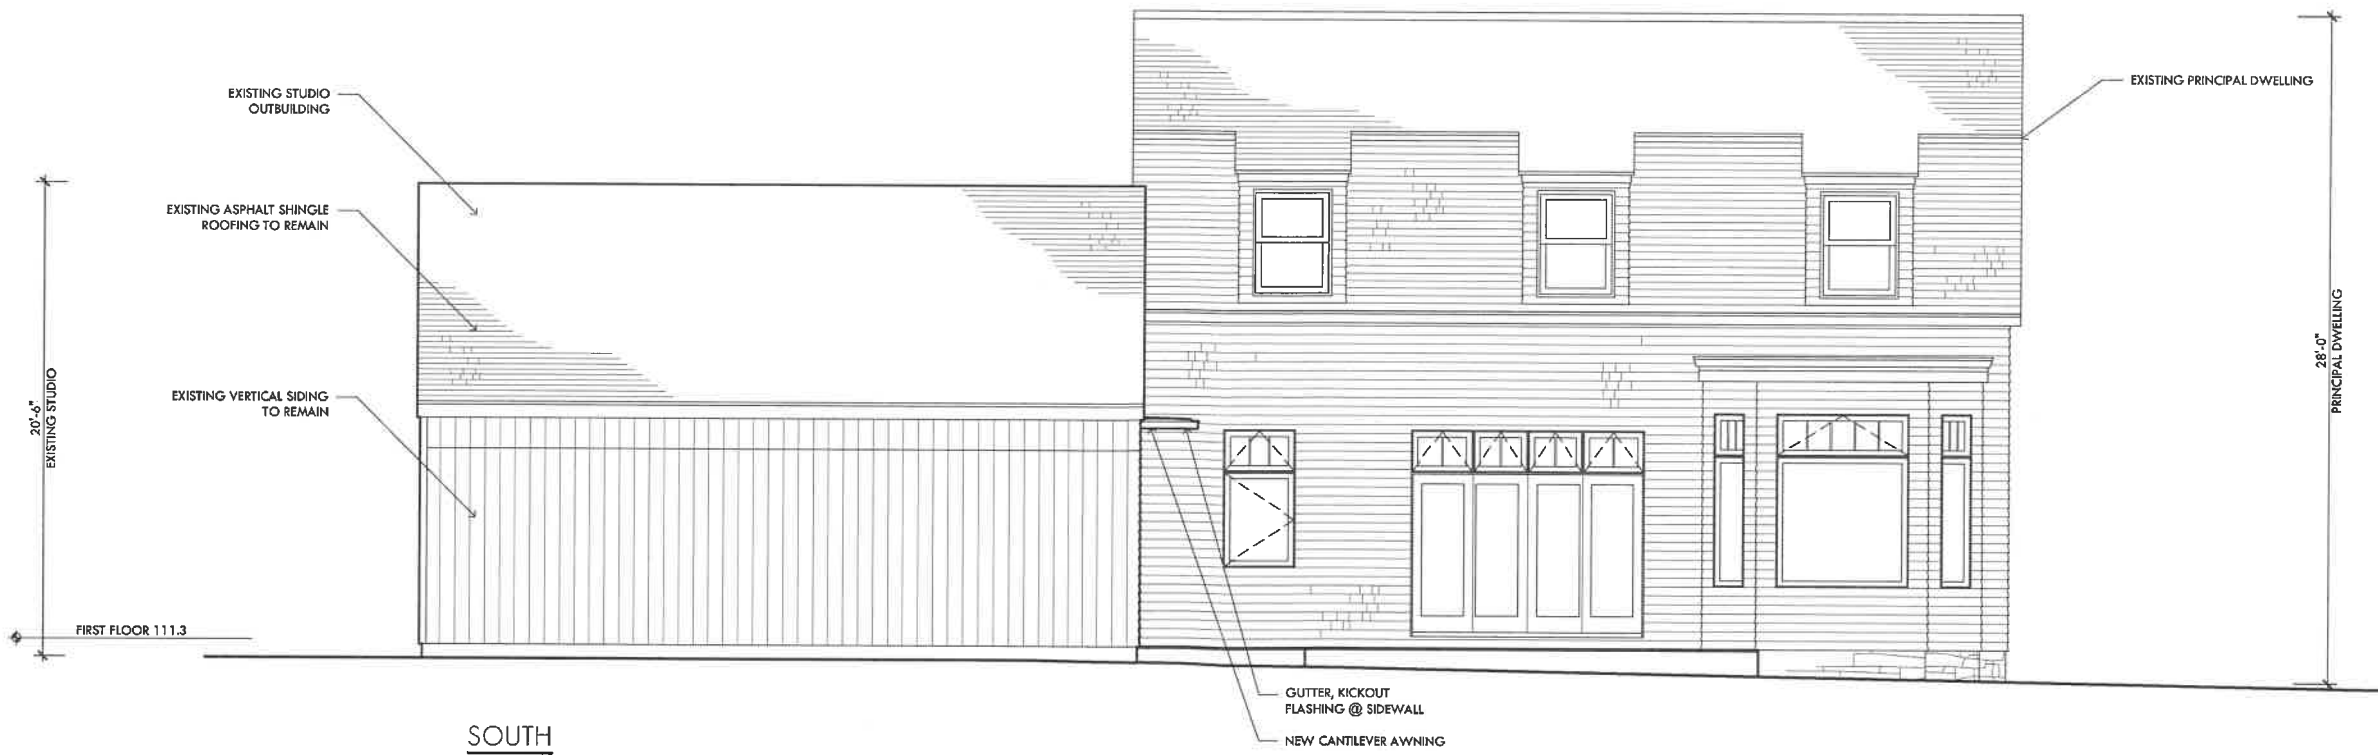 EXISTING STUDIO
OUTBUILDING
EXISTING PRINCIPAL DWELLING
EXISTING ASPHALT SHINGLE
ROOFING TO REMAIN
EXISTING VERTICAL SIDING
TO REMAIN
20'-6"
EXISTING STUDIO
28'-0"
PRINCIPAL DWELLING
FIRST FLOOR 111.3
GUTTER, KICKOUT
FLASHING @ SIDEWALL
NEW CANTILEVER AWNING
SOUTH